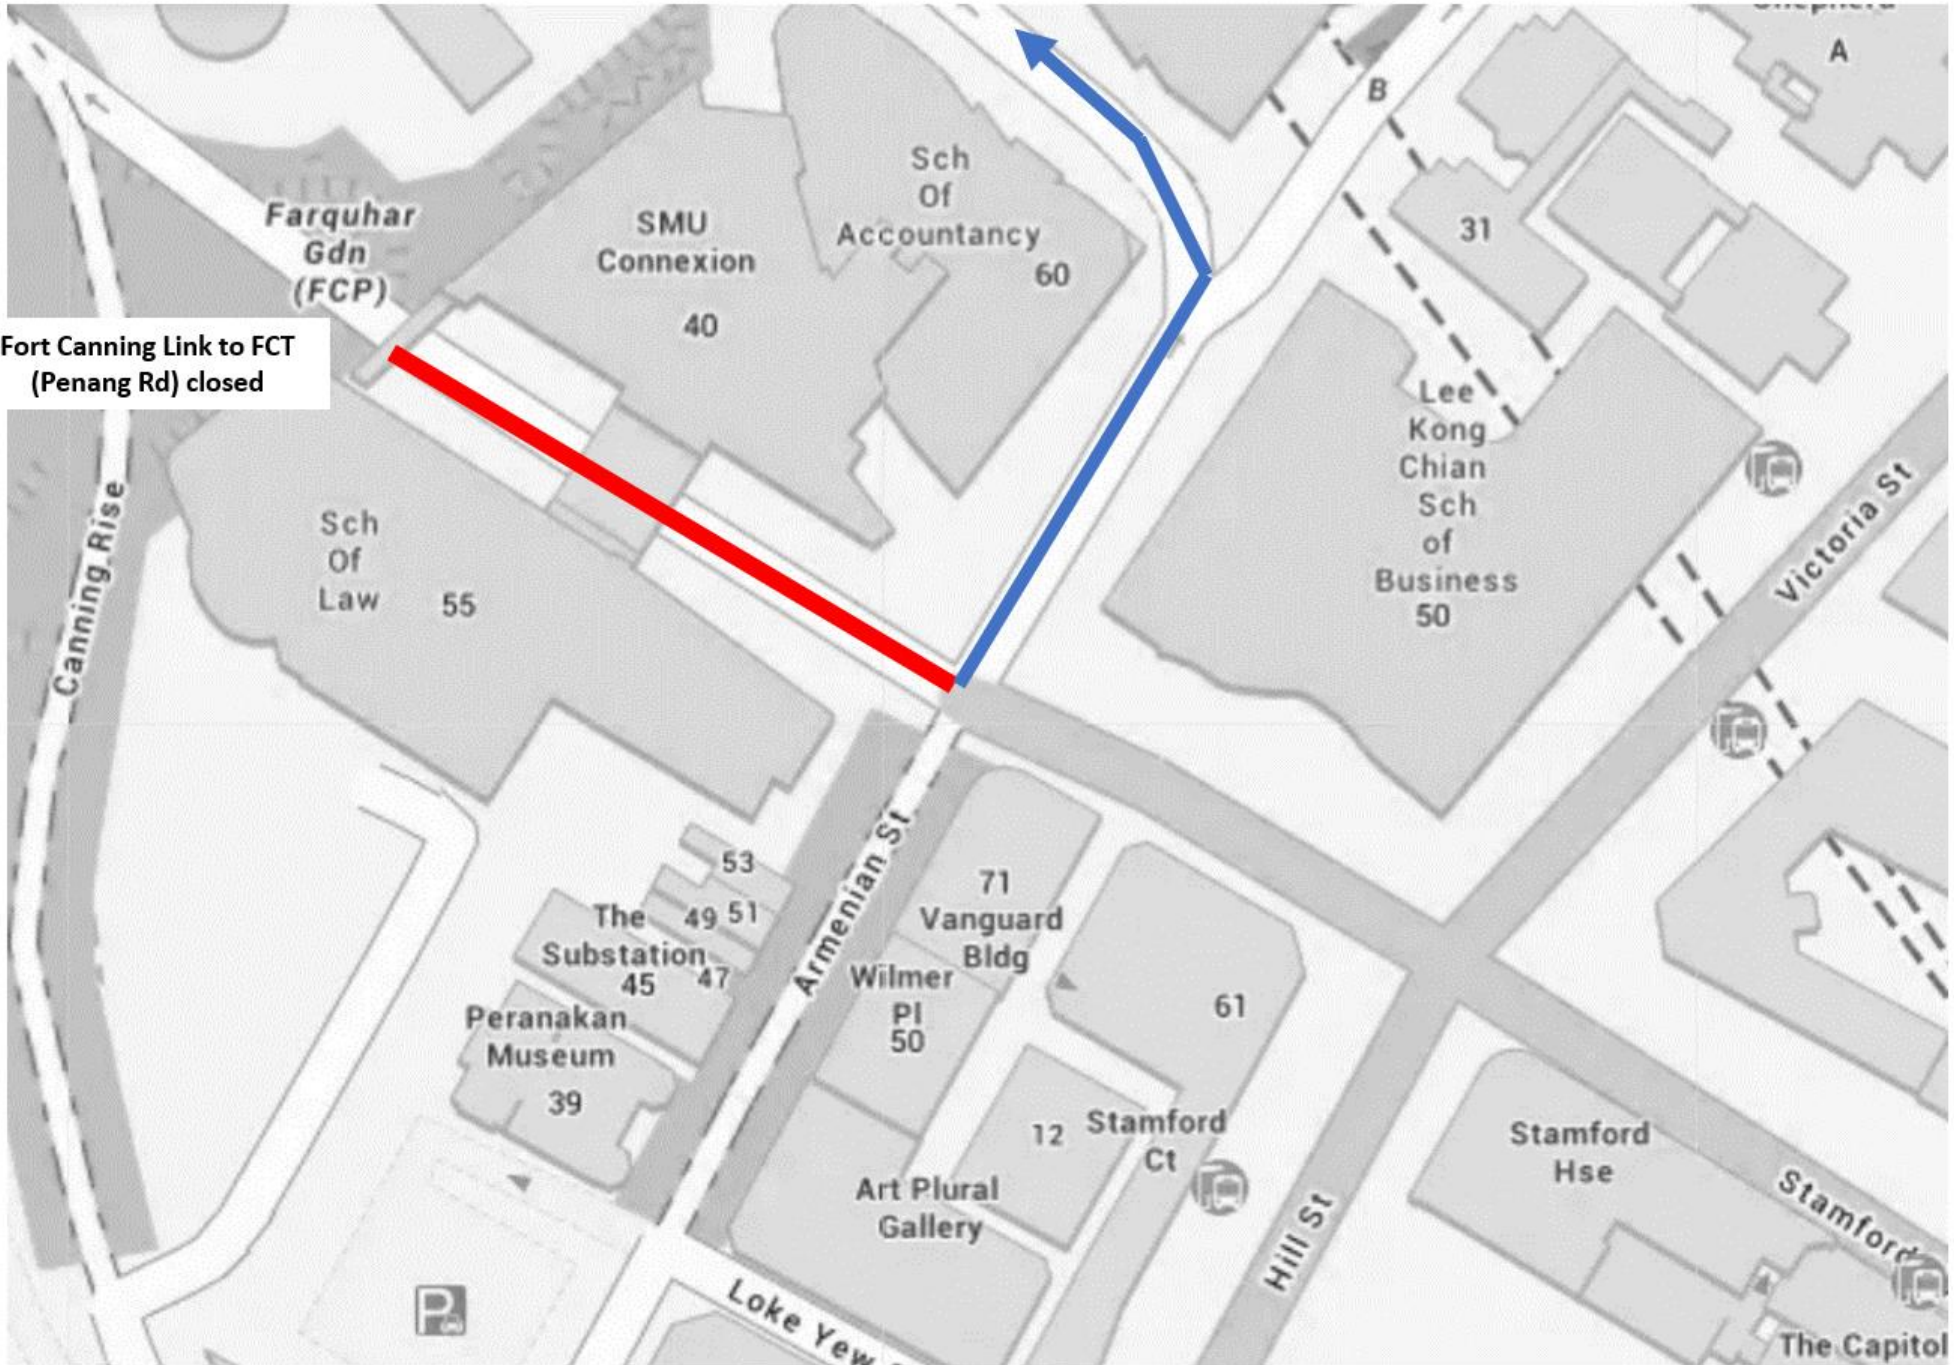 A
B
Sch
Of
Accountancy
60
Farquhar
Gdn
(FCP)
SMU
Connexion
40
31
Fort Canning Link to FCT
(Penang Rd) closed
Lee
Kong
Chian
Sch
of
Business
50
Victoria St
Canning Rise
Sch
Of
Law
55
53
49
51
The
Substation
45
47
Armenian St
71
Vanguard
Bldg
Wilmer
Pl
50
61
Peranakan
Museum
39
12
Stamford
Ct
Stamford
Hse
Art Plural
Gallery
Hill St
Stamford
P
Loke Yew
The Capitol